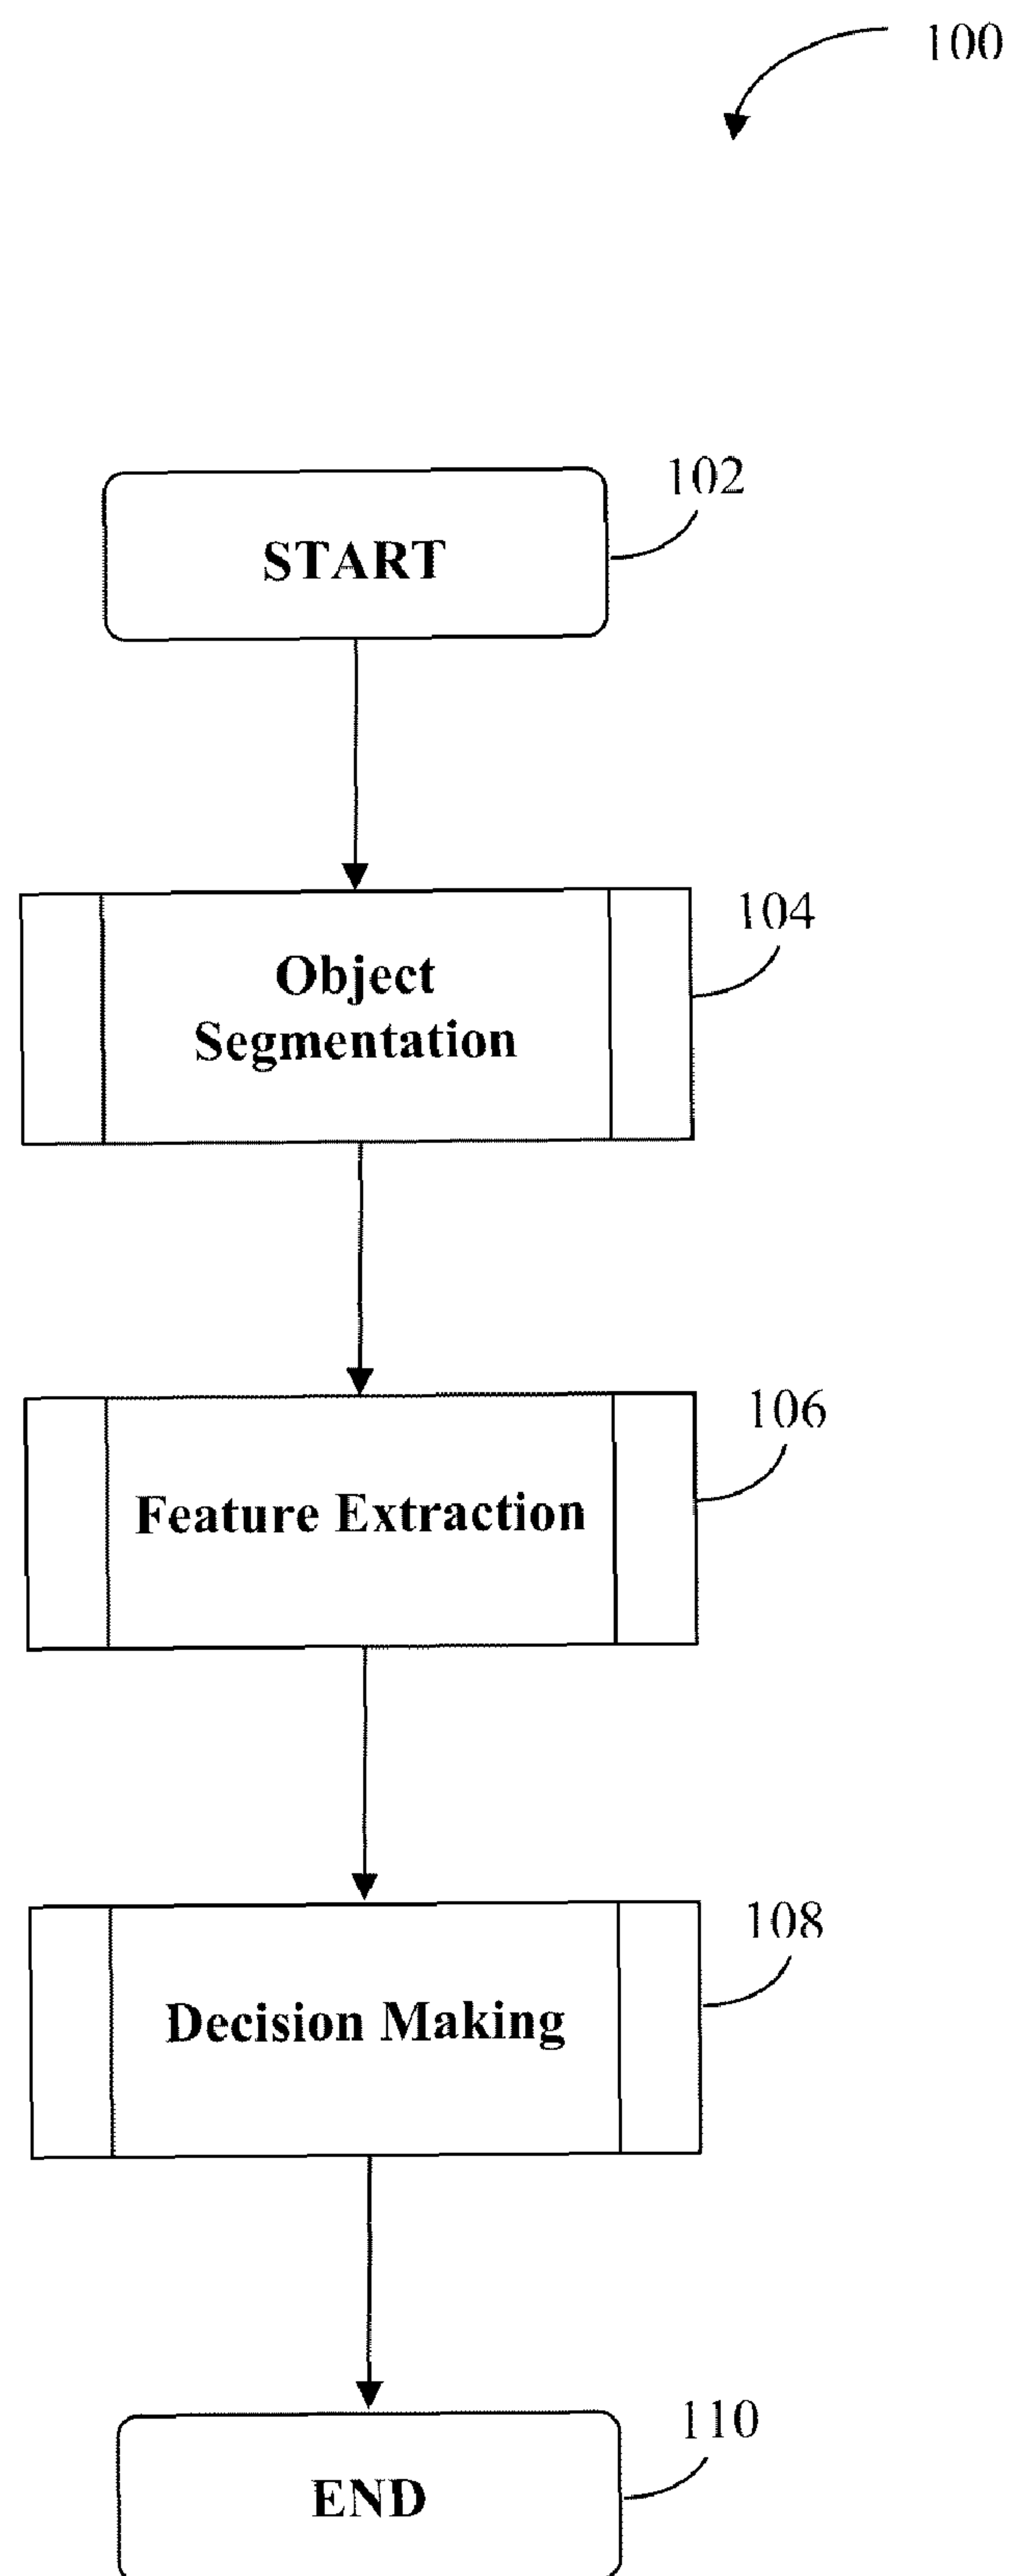 100
102
START
104
Object
Segmentation
106
Feature Extraction
108
Decision Making
110
END